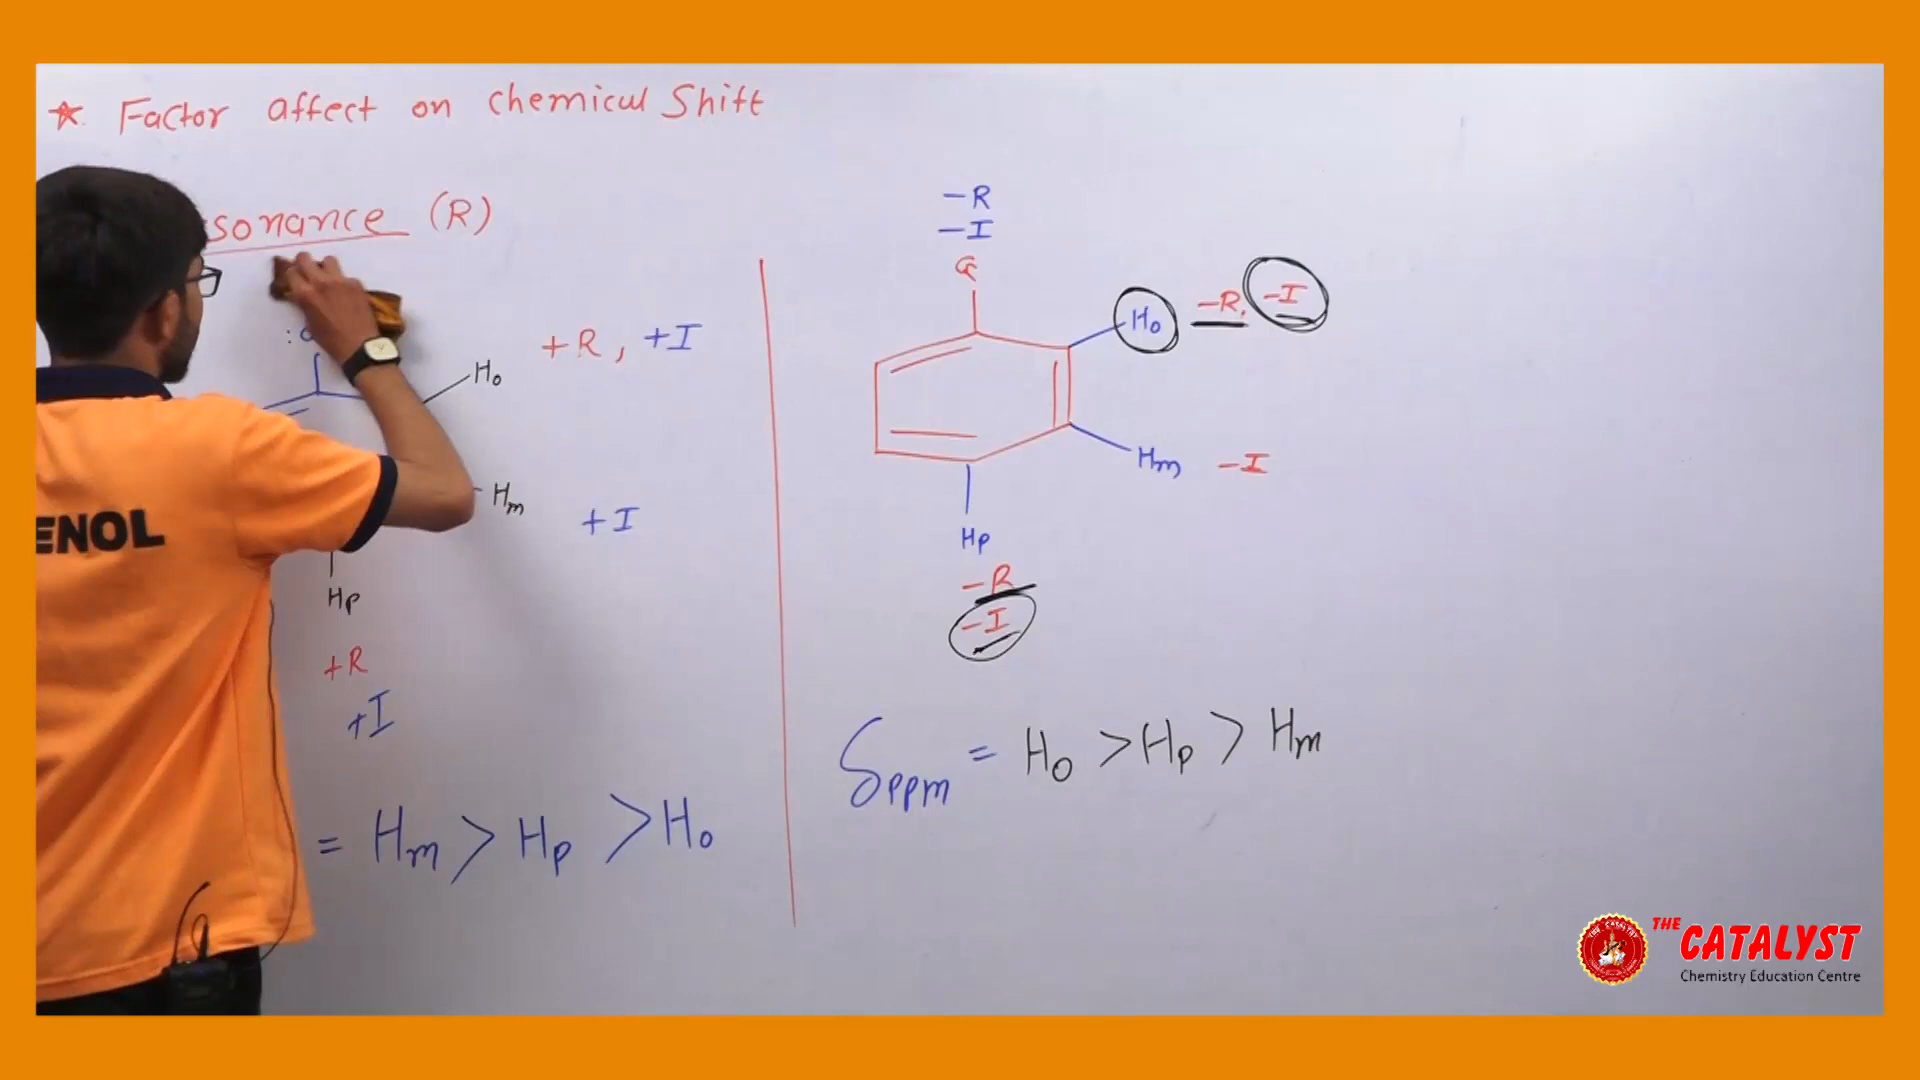 ☆ Factor affect on chemical Shift
sonance (R)
: G
Ho
+R, +I
Hm
+I
Hp
+R
+I
= Hm > Hp > Ho
-R
-I
G
Ho
-R, -I
Hm
-I
Hp
-R
-I
δppm = Ho > Hp > Hm
ENOL
THE CATALYST
Chemistry Education Centre